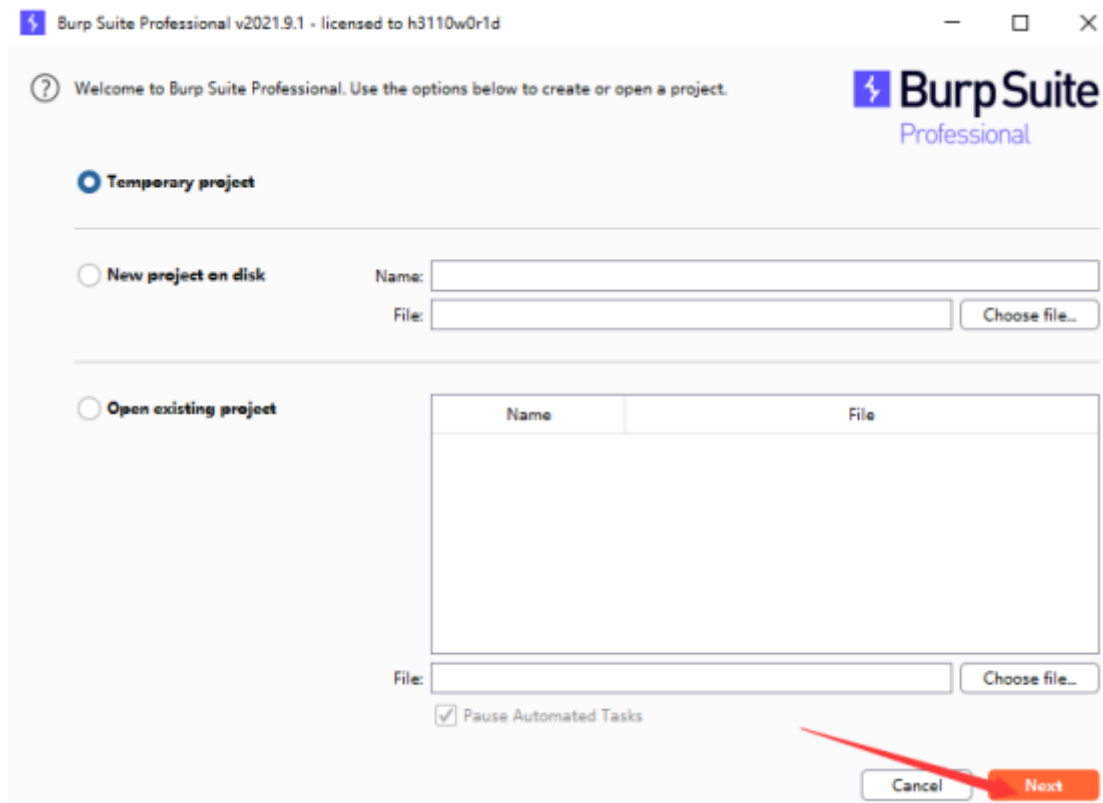 Burp Suite Professional v2021.9.1 - licensed to h3110w0r1d
Welcome to Burp Suite Professional. Use the options below to create or open a project.
Burp Suite
Professional
Temporary project
New project on disk
Name:
File:
Choose file...
Open existing project
Name File
File:
Choose file...
Pause Automated Tasks
Cancel Next